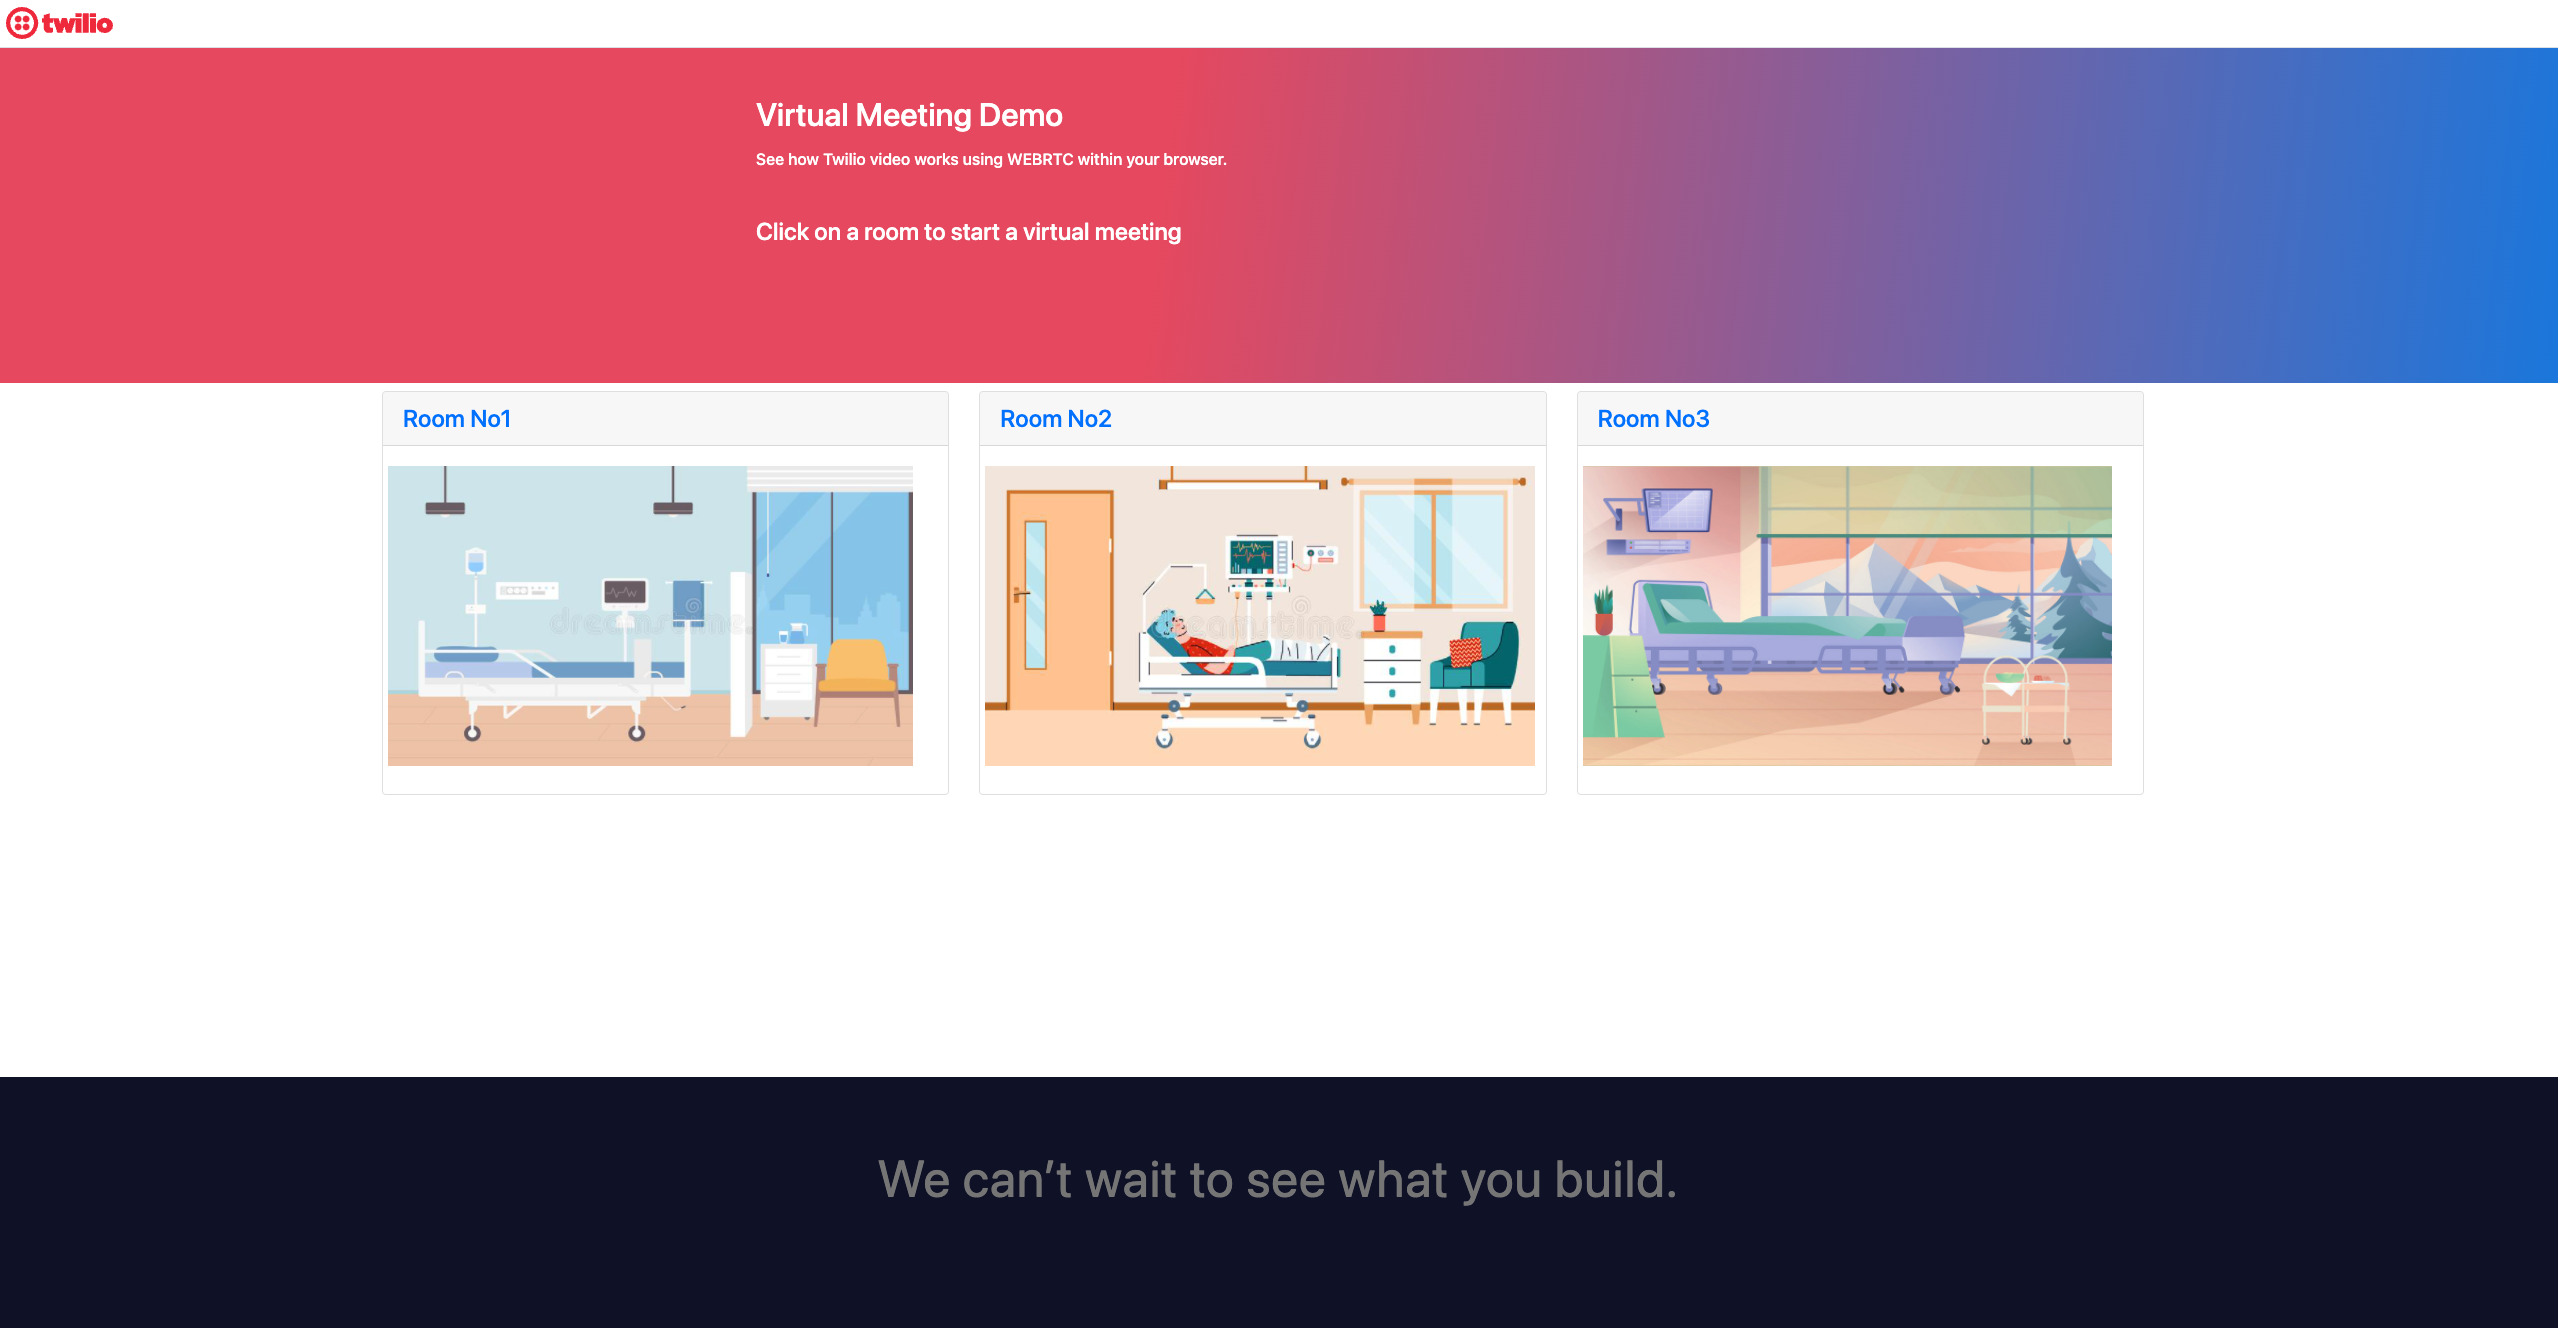 twilio
Virtual Meeting Demo
See how Twilio video works using WEBRTC within your browser.
Click on a room to start a virtual meeting
Room No1
Room No2
Room No3
dreamstime.
dreamstime.
We can’t wait to see what you build.